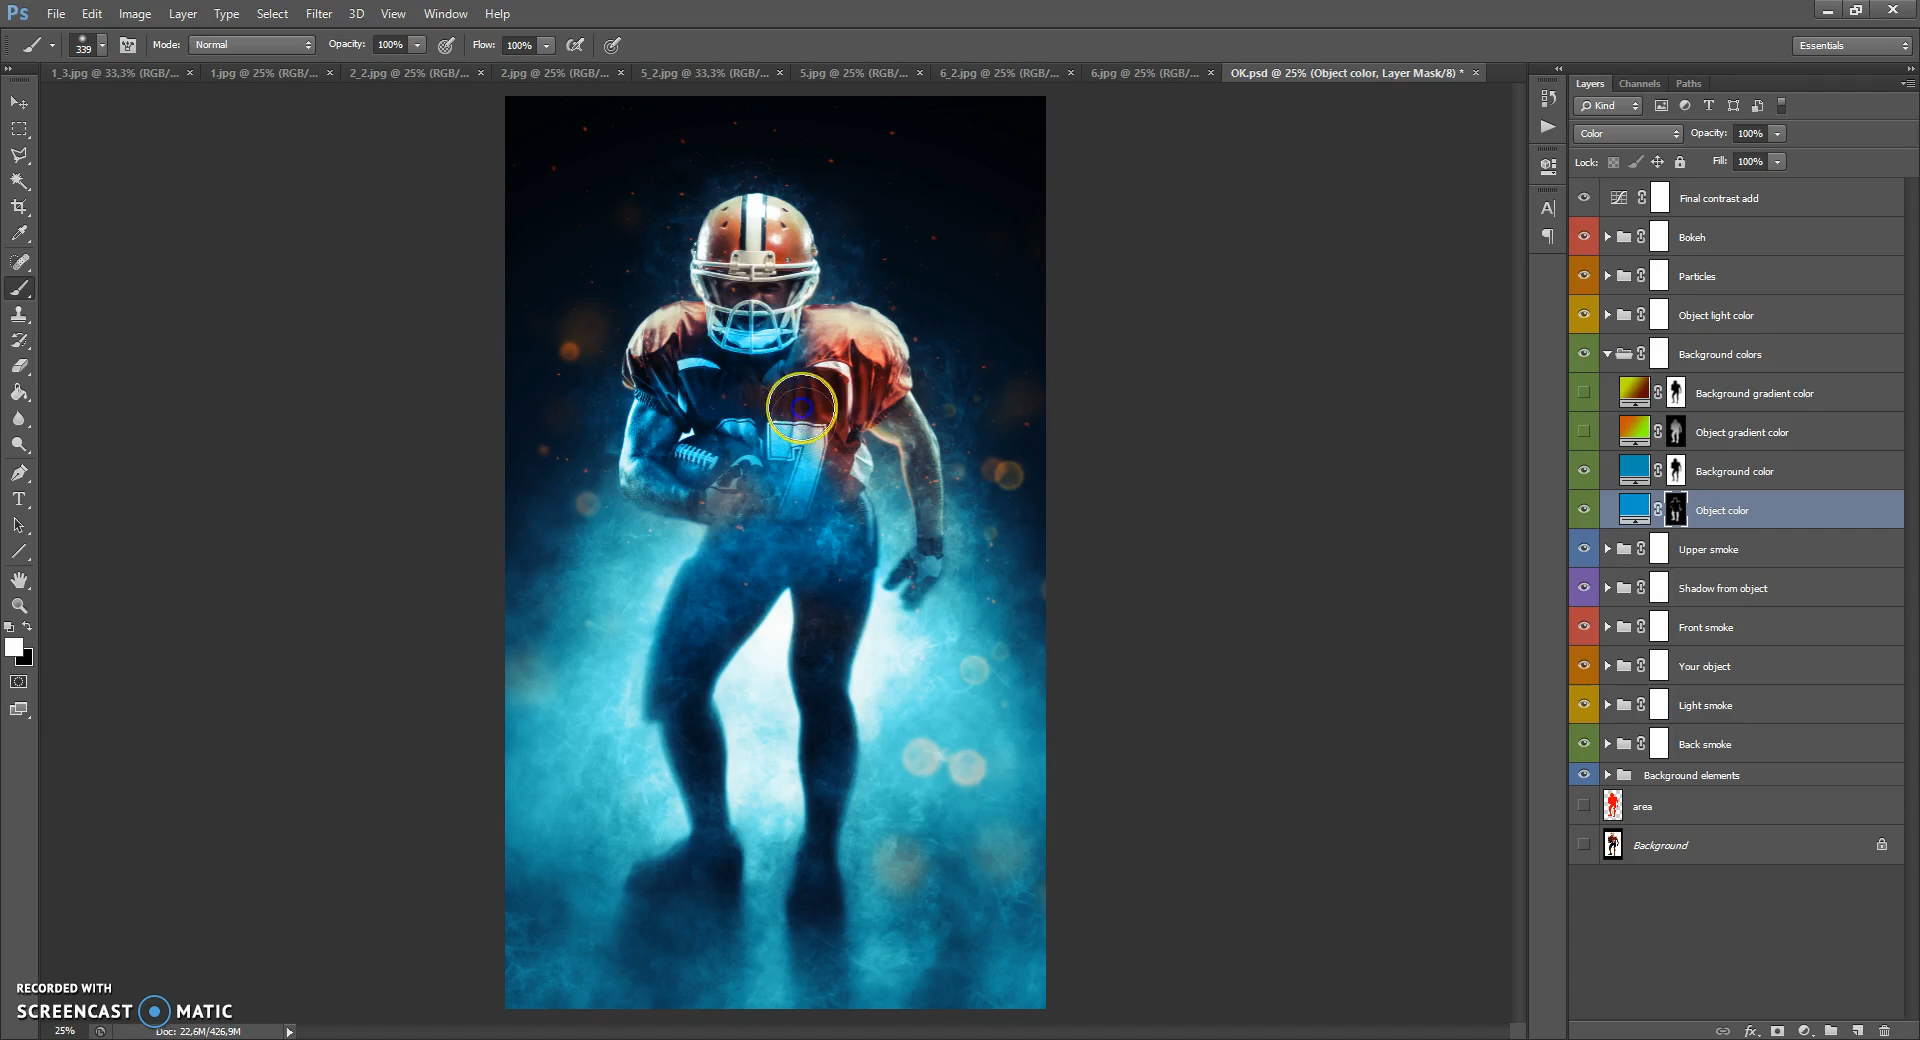 Ps File Edit Image Layer Type Select Filter 3D View Window Help
339 Mode: Normal Opacity: 100% Flow: 100% Essentials
1_3.jpg @ 33,3% (RGB/... × 1.jpg @ 25% (RGB/... × 2_2.jpg @ 25% (RGB/... × 2.jpg @ 25% (RGB/... × 5_2.jpg @ 33,3% (RGB/... × 5.jpg @ 25% (RGB/... × 6_2.jpg @ 25% (RGB/... × 6.jpg @ 25% (RGB/... × OK.psd @ 25% (Object color, Layer Mask/8) * ×
Layers Channels Paths
Kind
Color Opacity: 100%
Lock: Fill: 100%
Final contrast add
Bokeh
Particles
Object light color
Background colors
Background gradient color
Object gradient color
Background color
Object color
Upper smoke
Shadow from object
Front smoke
Your object
Light smoke
Back smoke
Background elements
area
Background
7
RECORDED WITH
SCREENCAST MATIC
25% Doc: 22,6M/426,9M